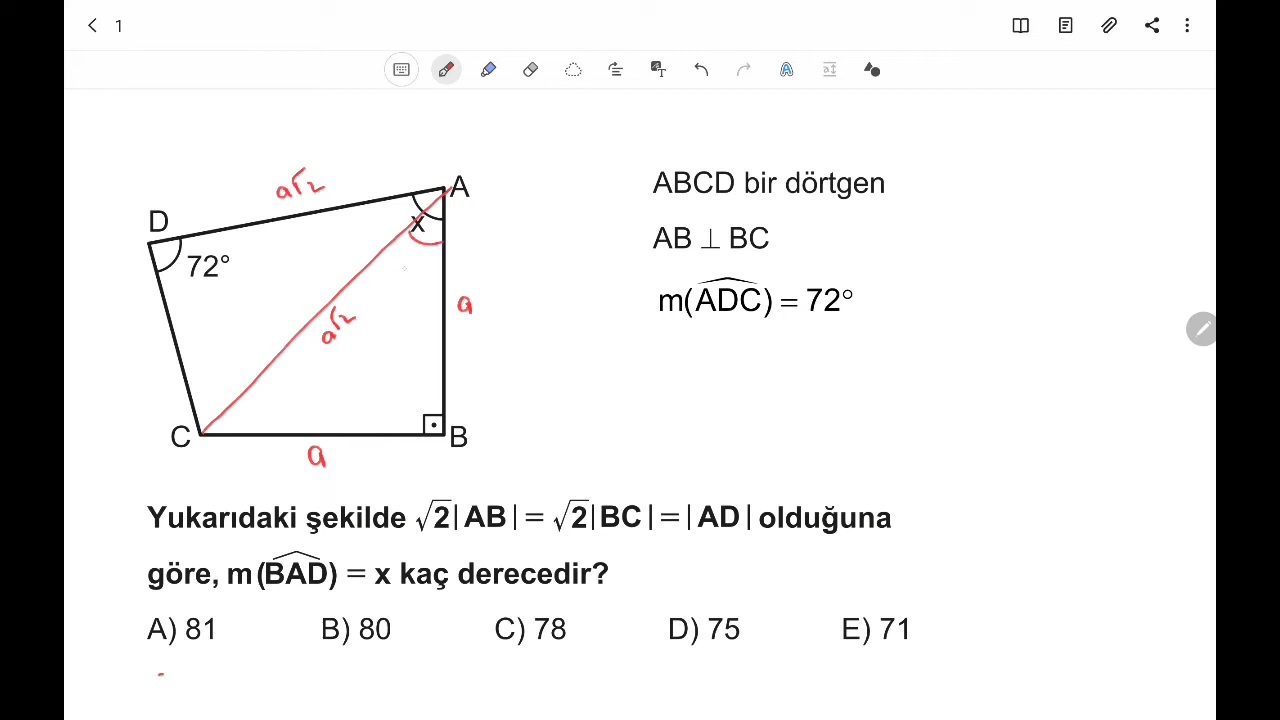 1
a√2
A
ABCD bir dörtgen
D
x
AB ⊥ BC
72°
a
m(ADC) = 72°
a√2
C
B
a
Yukarıdaki şekilde √2|AB| = √2|BC| = |AD| olduğuna
göre, m(BAD) = x kaç derecedir?
A) 81 B) 80 C) 78 D) 75 E) 71